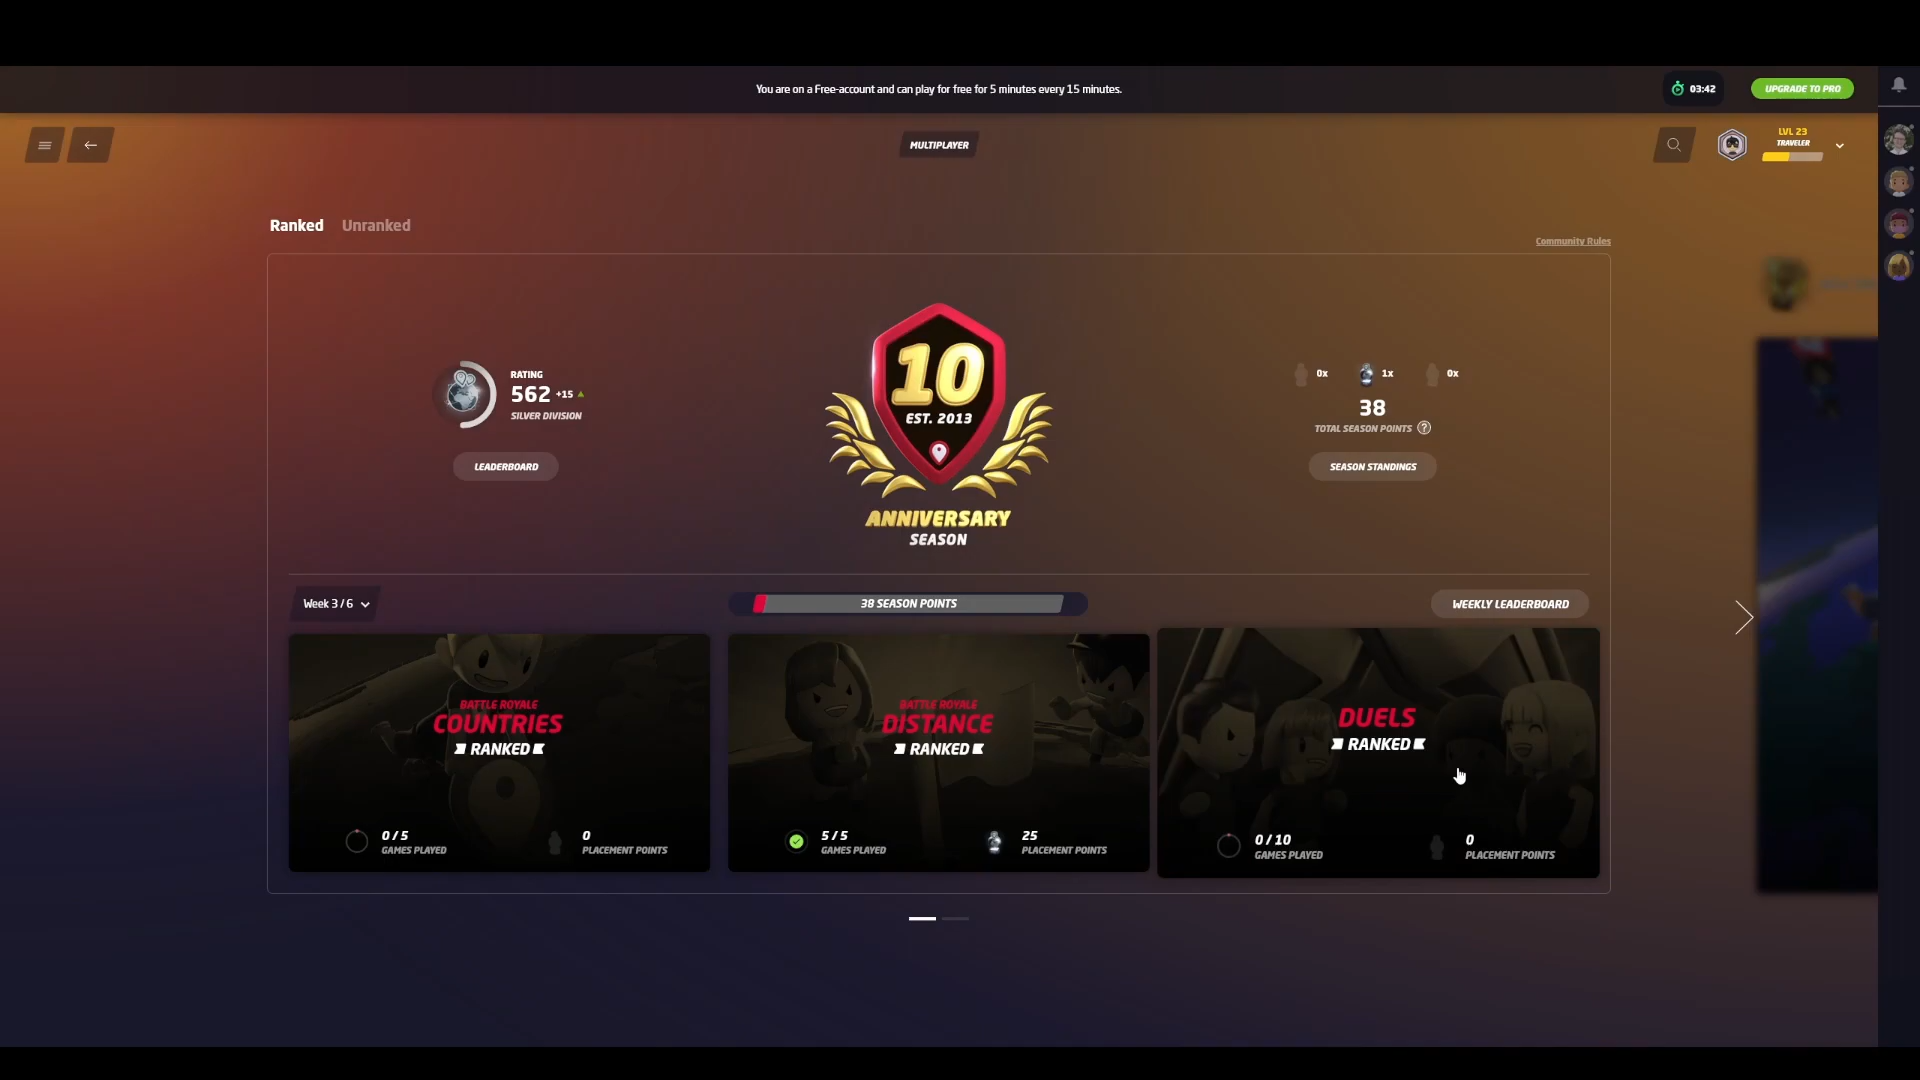 You are on a Free-account and can play for free for 5 minutes every 15 minutes.
03:42
UPGRADE TO PRO
MULTIPLAYER
LVL 23
TRAVELER
Ranked
Unranked
Community Rules
RATING
562 +15
SILVER DIVISION
LEADERBOARD
10
EST. 2013
ANNIVERSARY
SEASON
0x
1x
0x
38
TOTAL SEASON POINTS ?
SEASON STANDINGS
Week 3 / 6
38 SEASON POINTS
WEEKLY LEADERBOARD
BATTLE ROYALE
COUNTRIES
RANKED
0 / 5
GAMES PLAYED
0
PLACEMENT POINTS
BATTLE ROYALE
DISTANCE
RANKED
5 / 5
GAMES PLAYED
25
PLACEMENT POINTS
DUELS
RANKED
0 / 10
GAMES PLAYED
0
PLACEMENT POINTS